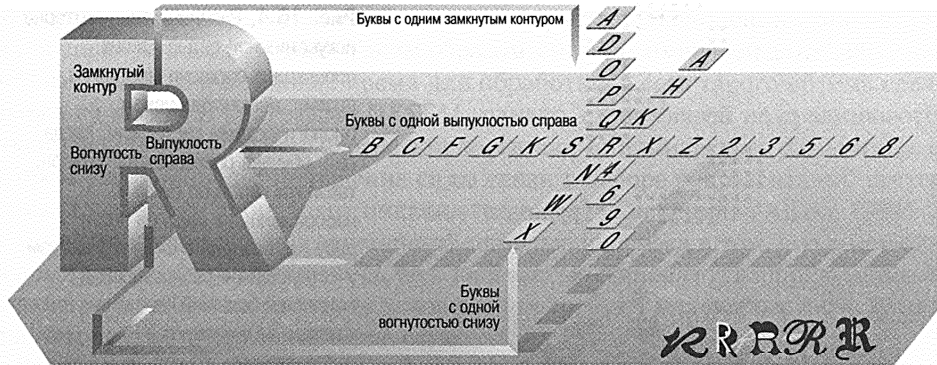 Буквы с одним замкнутым контуром
A
D
O
P
Q
A
H
K
Замкнутый
контур
Выпуклость
справа
Вогнутость
снизу
Буквы с одной выпуклостью справа
B C F G K S R X Z 2 3 5 6 8
N
W
X
4
6
9
0
Буквы
с одной
вогнутостью снизу
R
R R R R R